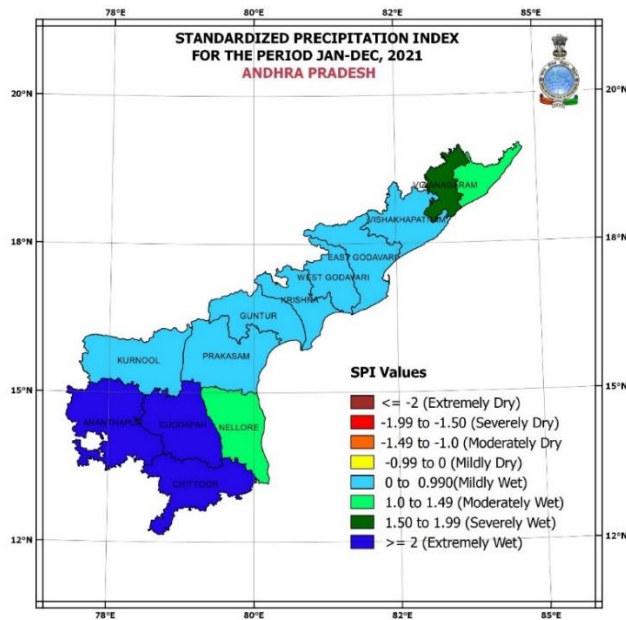 STANDARDIZED PRECIPITATION INDEX
FOR THE PERIOD JAN-DEC, 2021
ANDHRA PRADESH
78°E
80°E
82°E
85°E
20°N
20°N
18°N
18°N
15°N
15°N
12°N
12°N
VIZIANAGARAM
VISHAKHAPATNAM
EAST GODAVARI
WEST GODAVARI
KRISHNA
GUNTUR
PRAKASAM
KURNOOL
ANANTHAPUR
CUDDAPAH
NELLORE
CHITTOOR
SPI Values
<= -2 (Extremely Dry)
-1.99 to -1.50 (Severely Dry)
-1.49 to -1.0 (Moderately Dry
-0.99 to 0 (Mildly Dry)
0 to 0.990(Mildly Wet)
1.0 to 1.49 (Moderately Wet)
1.50 to 1.99 (Severely Wet)
>= 2 (Extremely Wet)
78°E
80°E
82°E
85°E